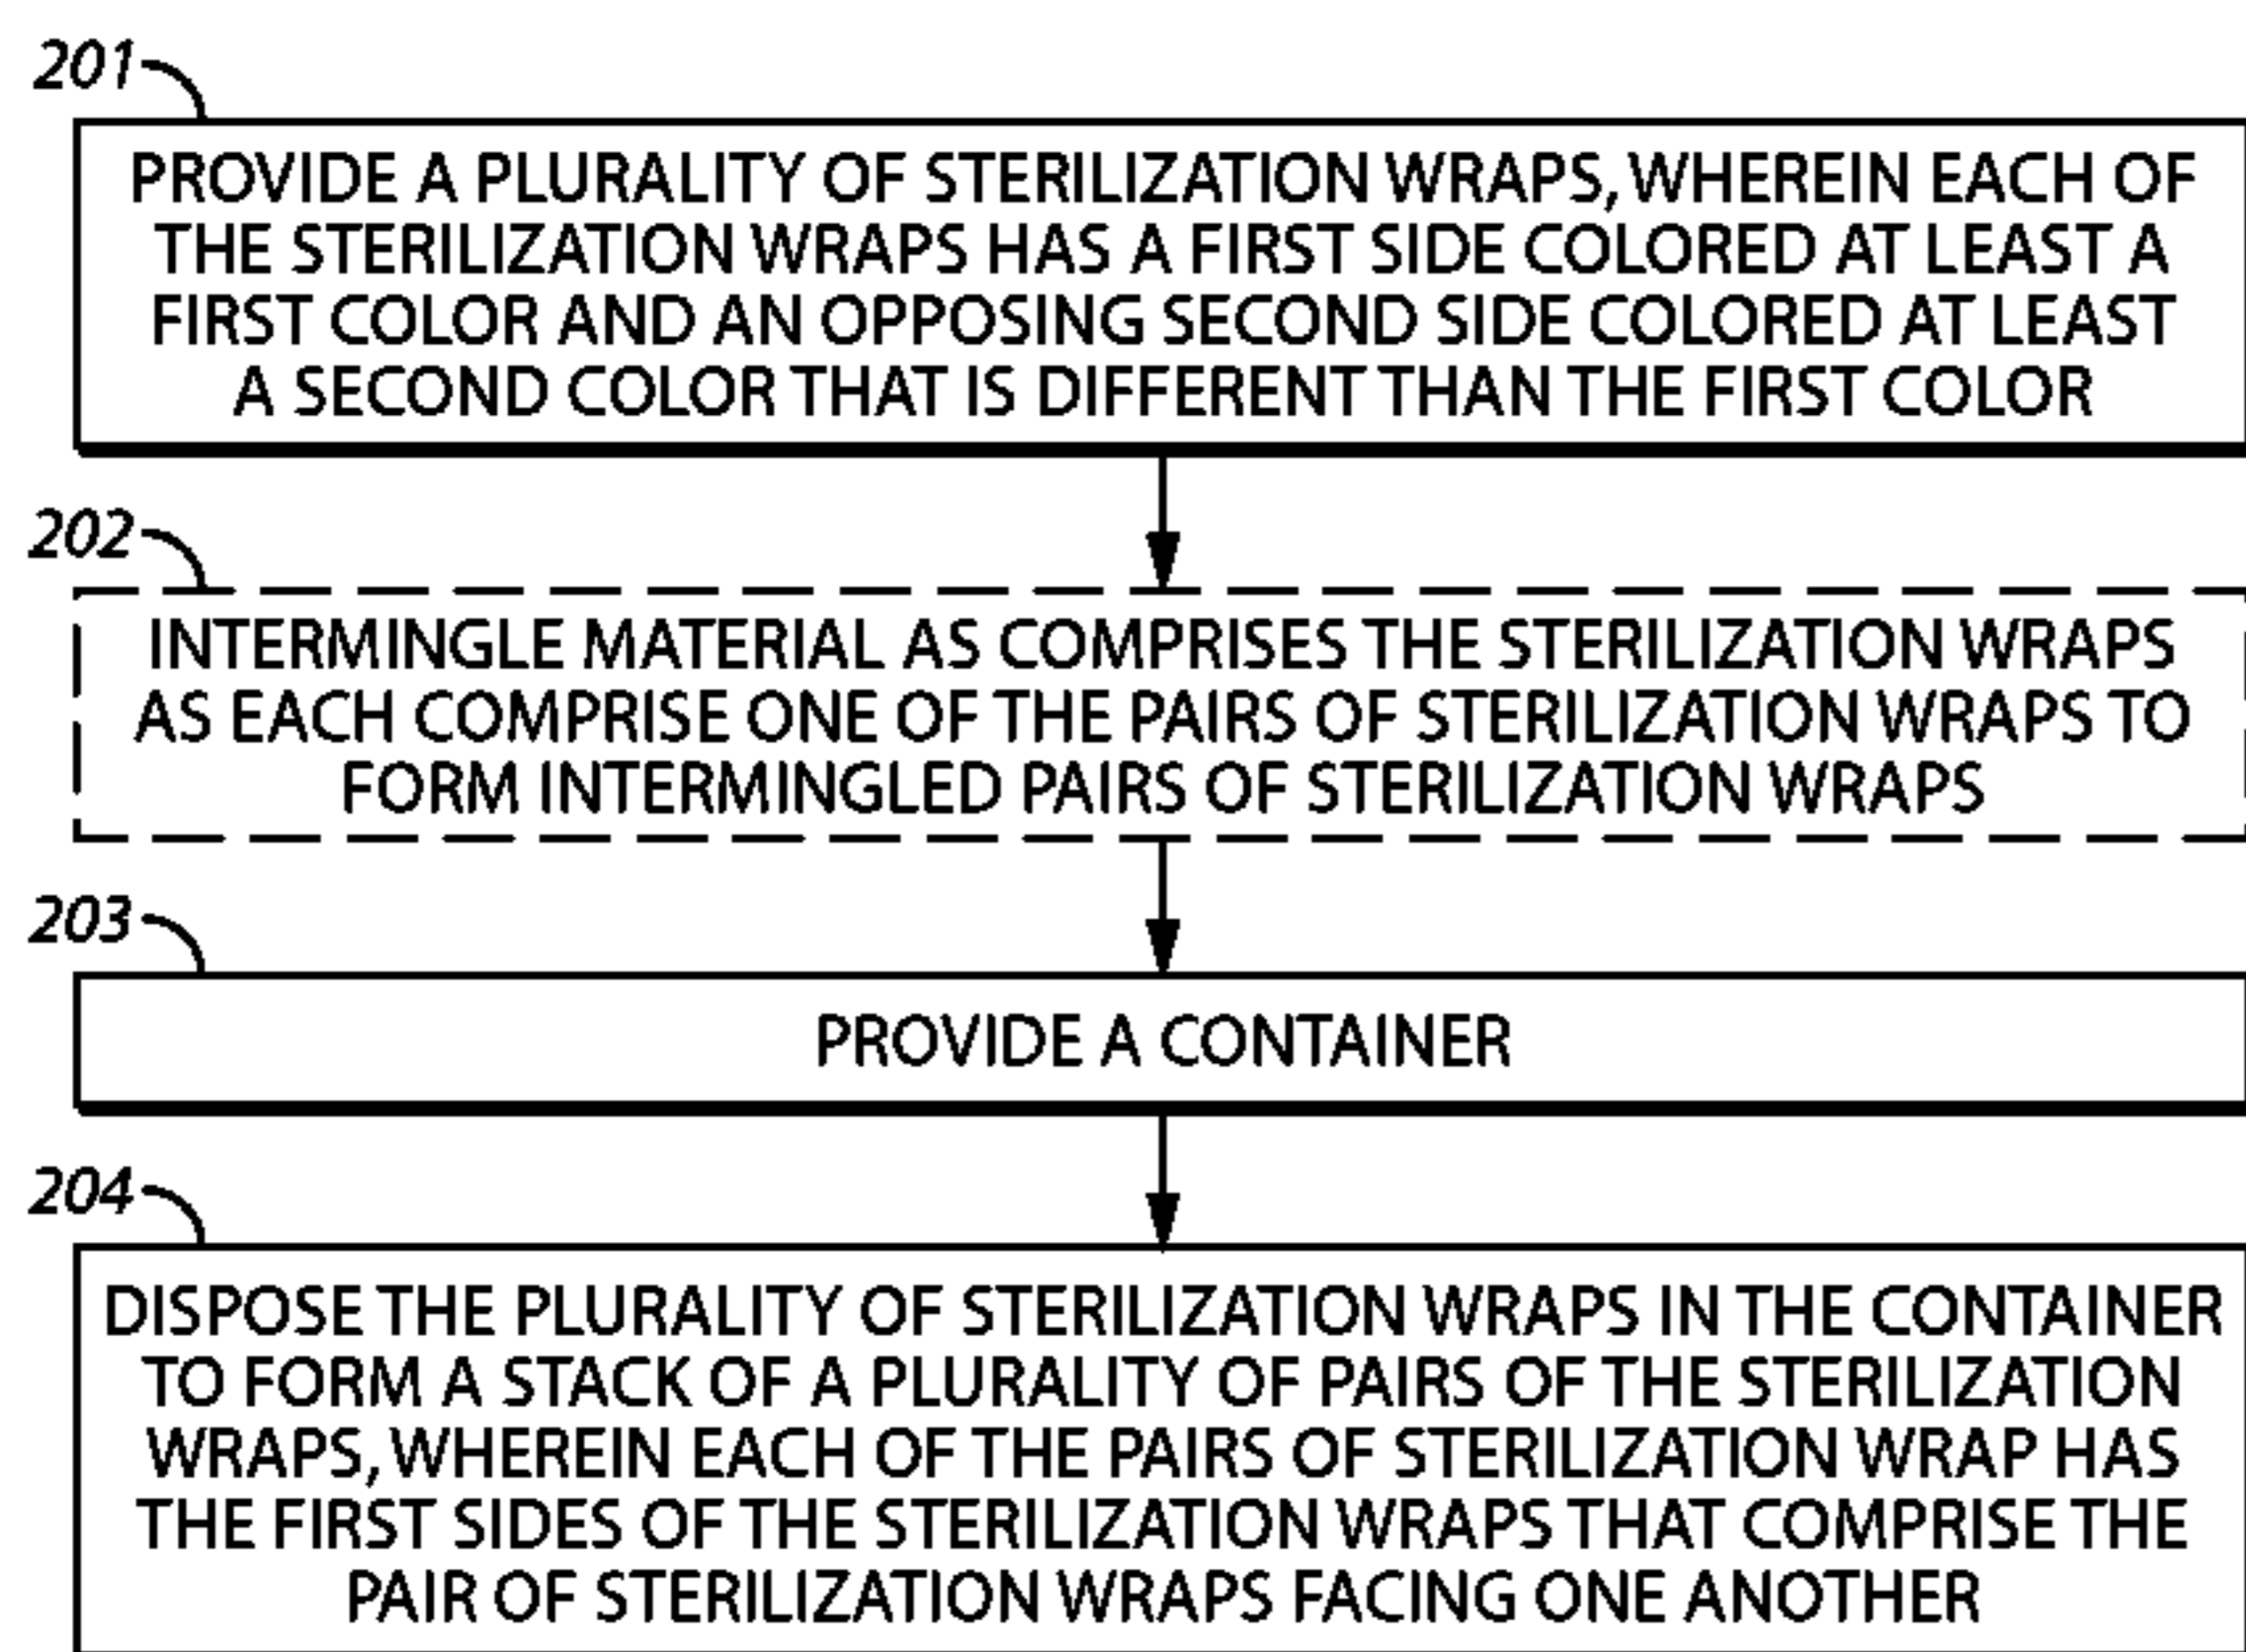 201
PROVIDE A PLURALITY OF STERILIZATION WRAPS, WHEREIN EACH OF
THE STERILIZATION WRAPS HAS A FIRST SIDE COLORED AT LEAST A
FIRST COLOR AND AN OPPOSING SECOND SIDE COLORED AT LEAST
A SECOND COLOR THAT IS DIFFERENT THAN THE FIRST COLOR
202
INTERMINGLE MATERIAL AS COMPRISES THE STERILIZATION WRAPS
AS EACH COMPRISE ONE OF THE PAIRS OF STERILIZATION WRAPS TO
FORM INTERMINGLED PAIRS OF STERILIZATION WRAPS
203
PROVIDE A CONTAINER
204
DISPOSE THE PLURALITY OF STERILIZATION WRAPS IN THE CONTAINER
TO FORM A STACK OF A PLURALITY OF PAIRS OF THE STERILIZATION
WRAPS, WHEREIN EACH OF THE PAIRS OF STERILIZATION WRAP HAS
THE FIRST SIDES OF THE STERILIZATION WRAPS THAT COMPRISE THE
PAIR OF STERILIZATION WRAPS FACING ONE ANOTHER